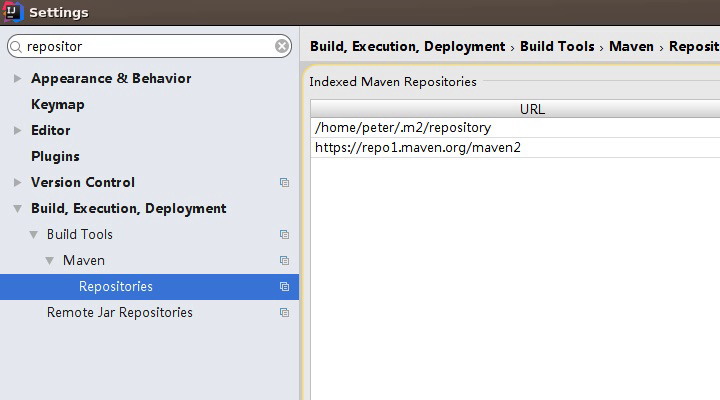 IJ Settings
repositor
Build, Execution, Deployment › Build Tools › Maven › Reposit
Appearance & Behavior
Keymap
Editor
Plugins
Version Control
Build, Execution, Deployment
Build Tools
Maven
Repositories
Remote Jar Repositories
Indexed Maven Repositories
URL
/home/peter/.m2/repository
https://repo1.maven.org/maven2